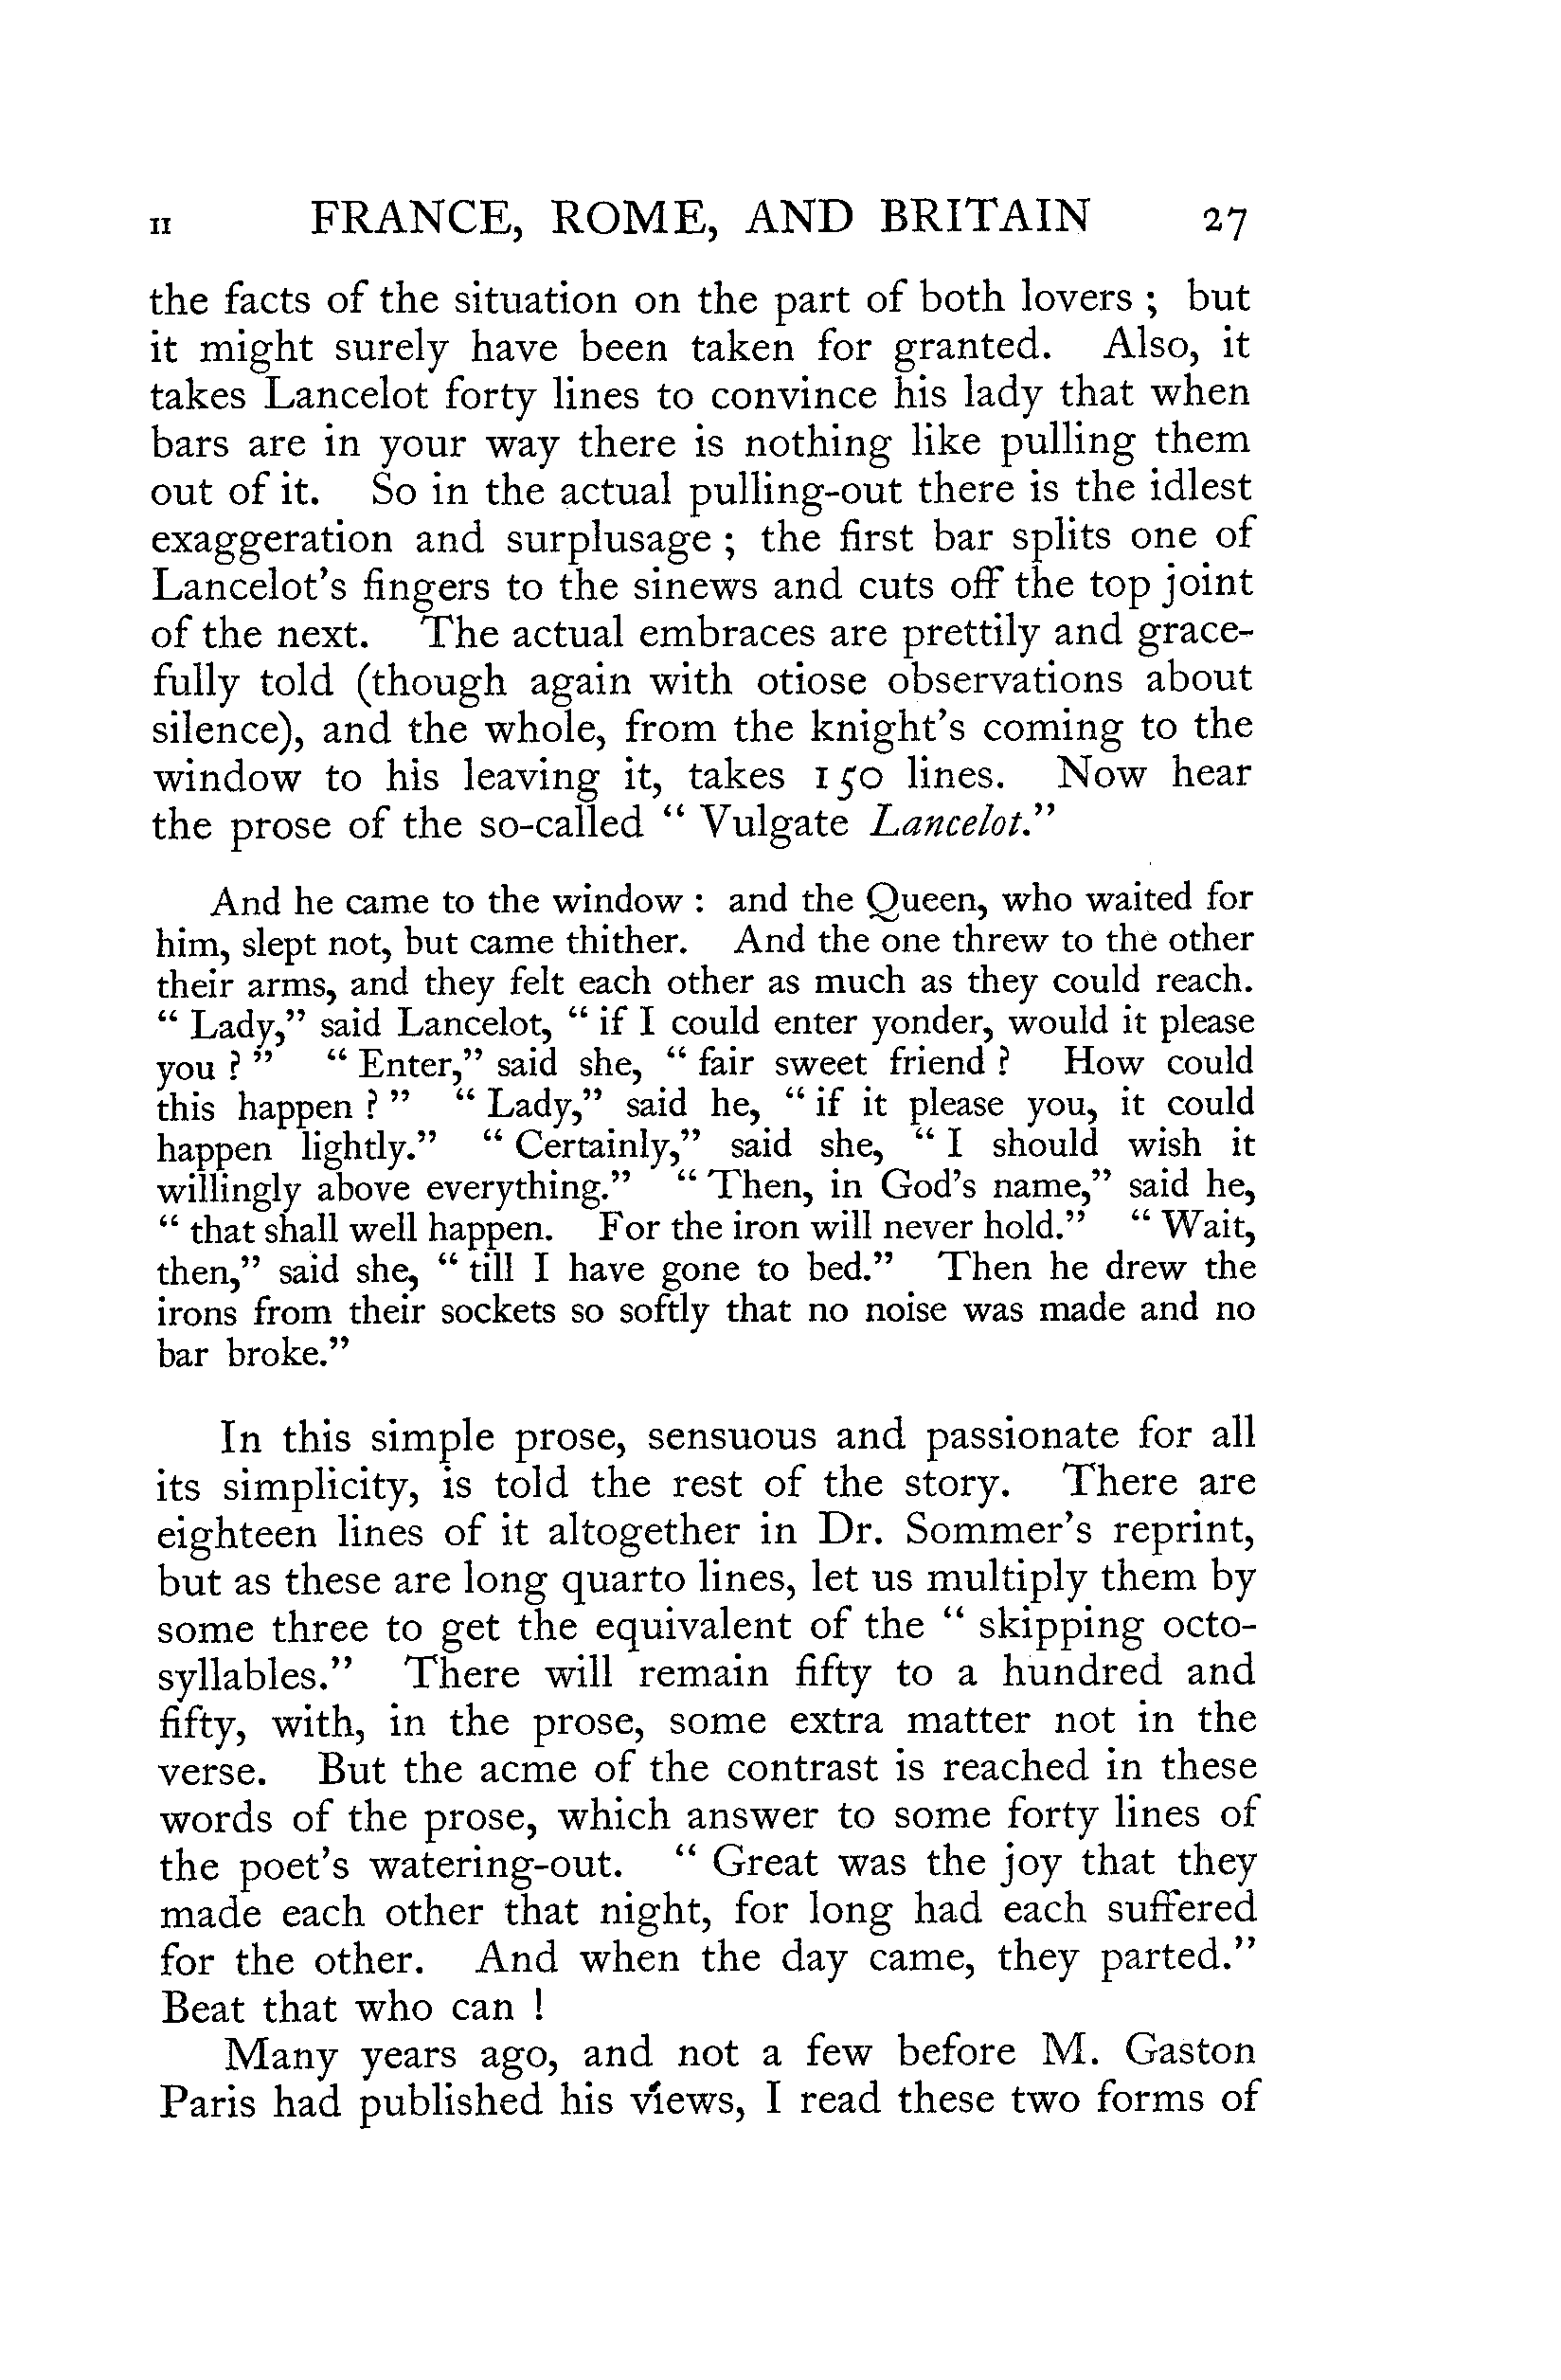 II FRANCE, ROME, AND BRITAIN 27
the facts of the situation on the part of both lovers ; but
it might surely have been taken for granted. Also, it
takes Lancelot forty lines to convince his lady that when
bars are in your way there is nothing like pulling them
out of it. So in the actual pulling-out there is the idlest
exaggeration and surplusage ; the first bar splits one of
Lancelot’s fingers to the sinews and cuts off the top joint
of the next. The actual embraces are prettily and grace-
fully told (though again with otiose observations about
silence), and the whole, from the knight’s coming to the
window to his leaving it, takes 150 lines. Now hear
the prose of the so-called “ Vulgate Lancelot.”
And he came to the window : and the Queen, who waited for
him, slept not, but came thither. And the one threw to the other
their arms, and they felt each other as much as they could reach.
“ Lady,” said Lancelot, “ if I could enter yonder, would it please
you ? ” “ Enter,” said she, “ fair sweet friend ? How could
this happen ? ” “ Lady,” said he, “ if it please you, it could
happen lightly.” “ Certainly,” said she, “ I should wish it
willingly above everything.” “ Then, in God’s name,” said he,
“ that shall well happen. For the iron will never hold.” “ Wait,
then,” said she, “ till I have gone to bed.” Then he drew the
irons from their sockets so softly that no noise was made and no
bar broke.”
In this simple prose, sensuous and passionate for all
its simplicity, is told the rest of the story. There are
eighteen lines of it altogether in Dr. Sommer’s reprint,
but as these are long quarto lines, let us multiply them by
some three to get the equivalent of the “ skipping octo-
syllables.” There will remain fifty to a hundred and
fifty, with, in the prose, some extra matter not in the
verse. But the acme of the contrast is reached in these
words of the prose, which answer to some forty lines of
the poet’s watering-out. “ Great was the joy that they
made each other that night, for long had each suffered
for the other. And when the day came, they parted.”
Beat that who can !
Many years ago, and not a few before M. Gaston
Paris had published his views, I read these two forms of